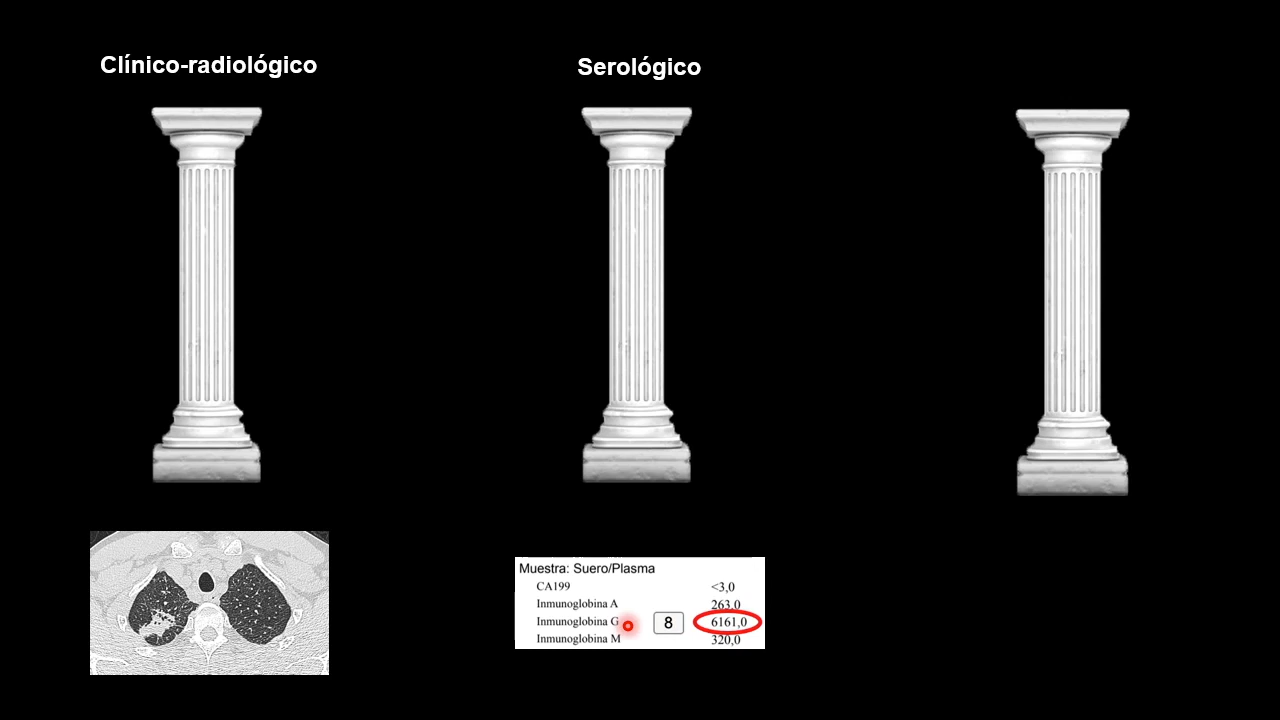 Clínico-radiológico
Serológico
Muestra: Suero/Plasma
CA199 <3,0
Inmunoglobina A 263,0
Inmunoglobina G 8 6161,0
Inmunoglobina M 320,0